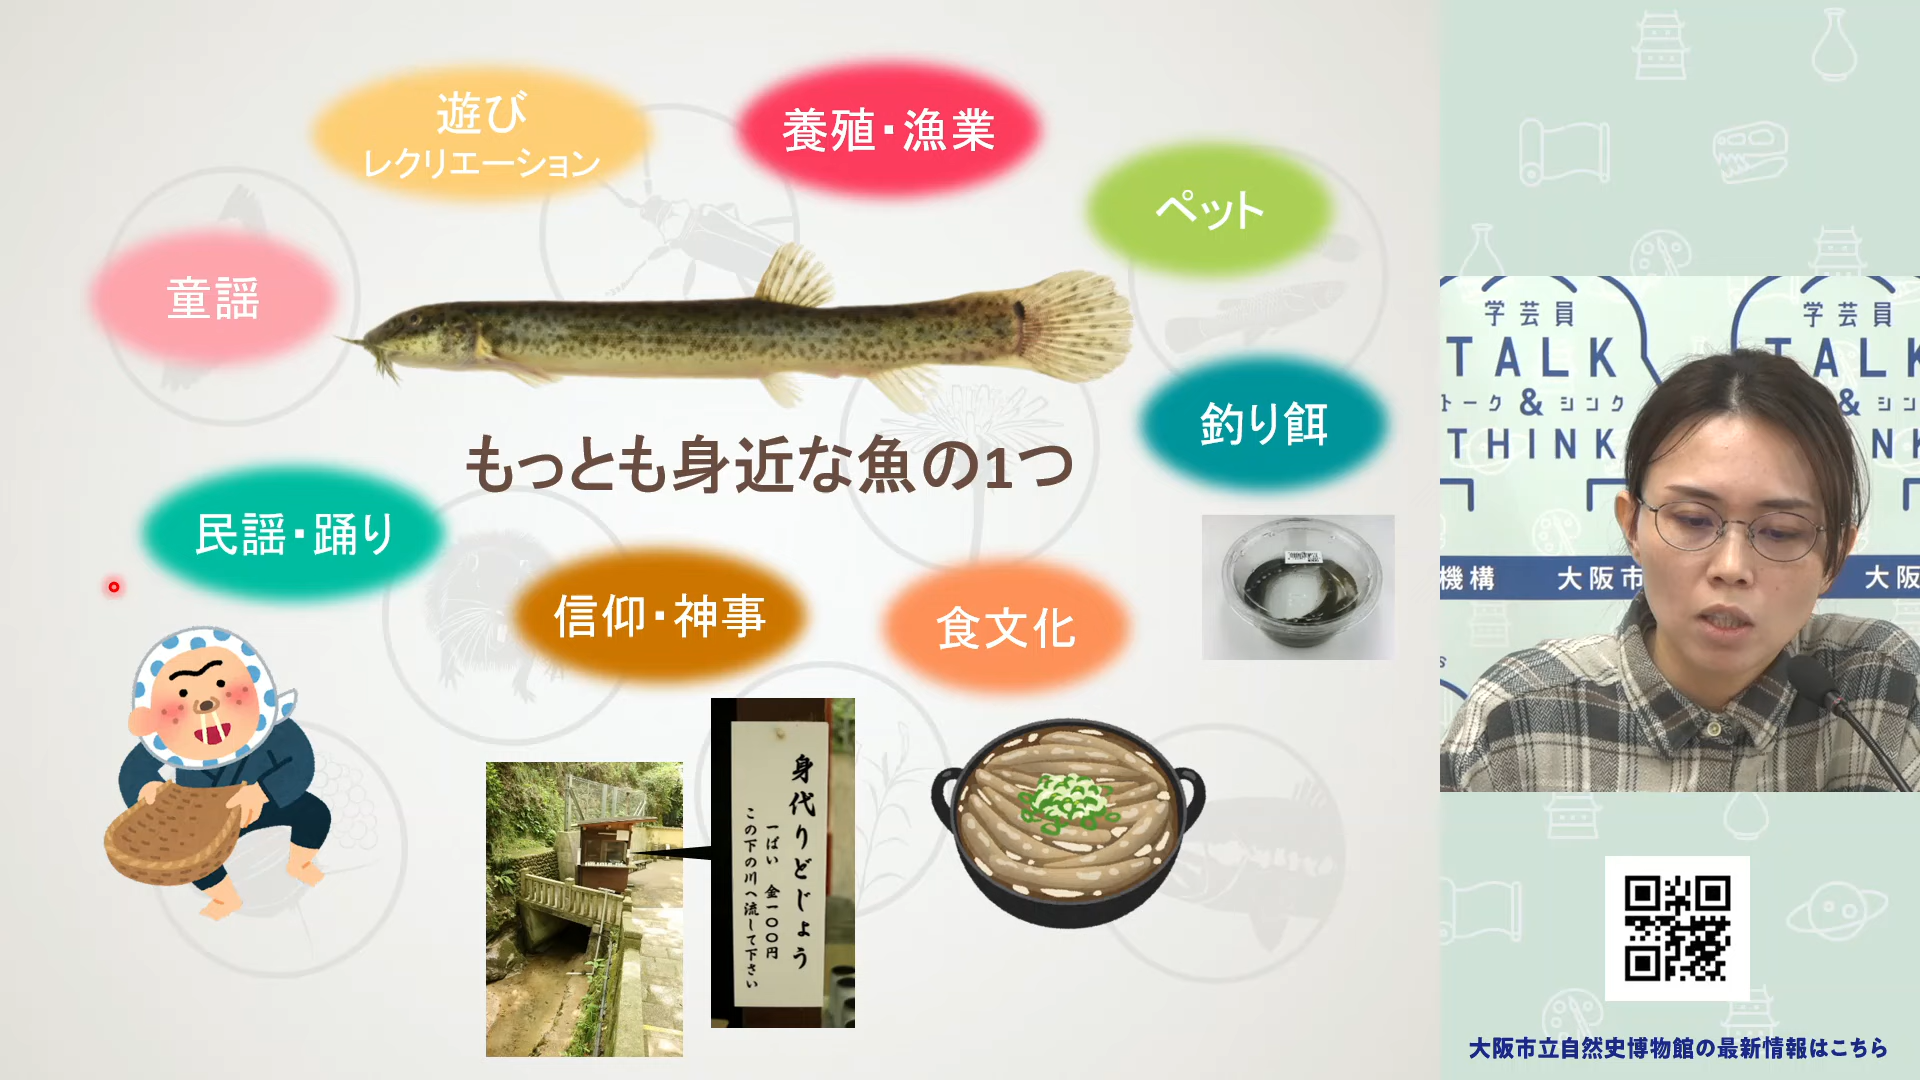 遊び
レクリエーション
養殖・漁業
ペット
童謡
釣り餌
もっとも身近な魚の1つ
民謡・踊り
信仰・神事
食文化
身代りどじょう
一ぱい 金一〇〇円
この下の川へ流して下さい
学芸員
TALK
トーク & シンク
THINK
学芸員
TALK
& シン
NK
機構
大阪市
大阪
大阪市立自然史博物館の最新情報はこちら